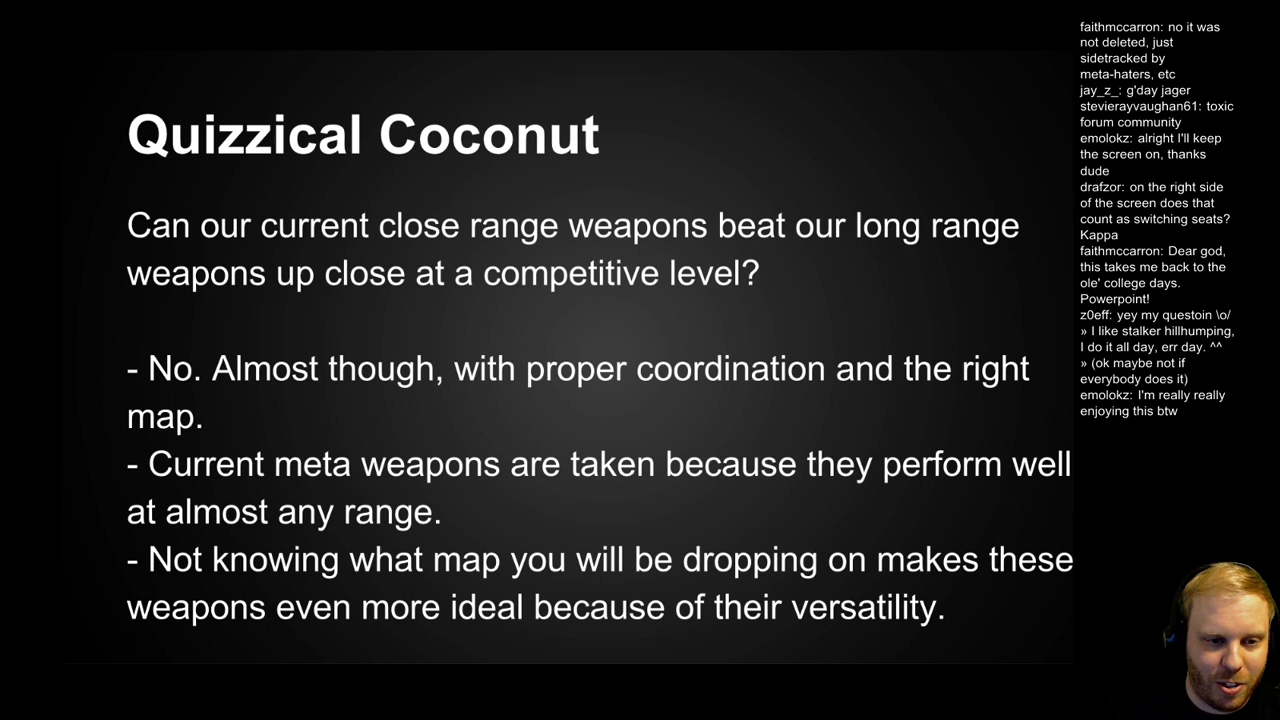 Quizzical Coconut
Can our current close range weapons beat our long range
weapons up close at a competitive level?
- No. Almost though, with proper coordination and the right
map.
- Current meta weapons are taken because they perform well
at almost any range.
- Not knowing what map you will be dropping on makes these
weapons even more ideal because of their versatility.
faithmccarron: no it was
not deleted, just
sidetracked by
meta-haters, etc
jay_z_: g'day jager
stevierayvaughan61: toxic
forum community
emolokz: alright I'll keep
the screen on, thanks
dude
drafzor: on the right side
of the screen does that
count as switching seats?
Kappa
faithmccarron: Dear god,
this takes me back to the
ole' college days.
Powerpoint!
z0eff: yey my questoin \o/
» I like stalker hillhumping,
I do it all day, err day. ^^
» (ok maybe not if
everybody does it)
emolokz: I'm really really
enjoying this btw